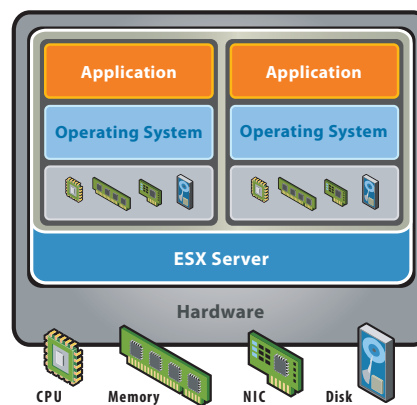 Application Application
Operating System Operating System
ESX Server
Hardware
CPU Memory NIC Disk